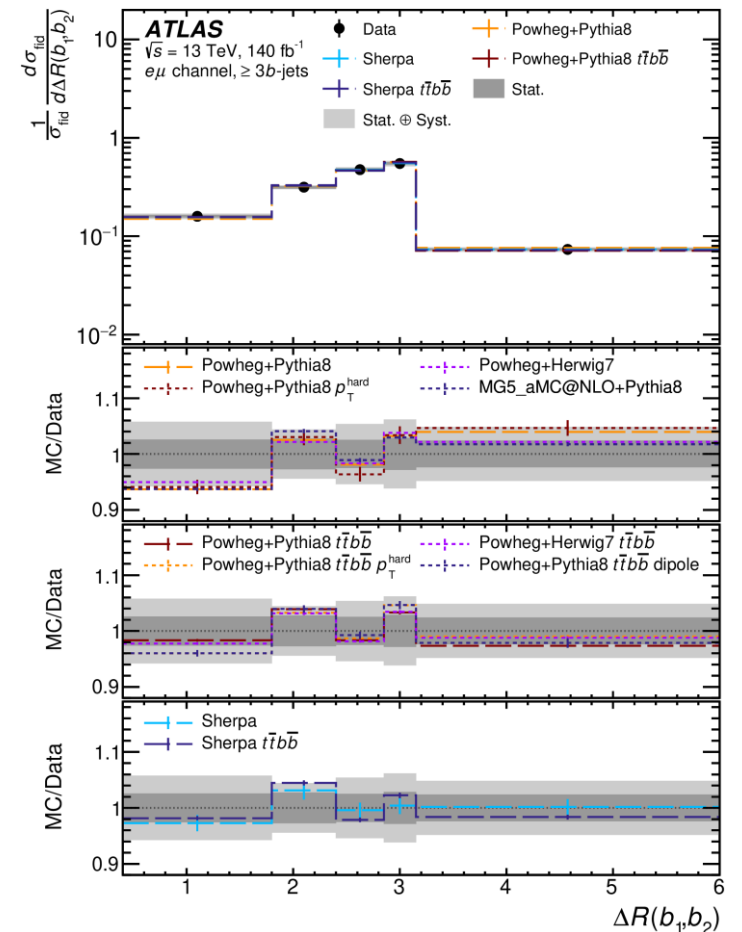 ATLAS
√s = 13 TeV, 140 fb⁻¹
eμ channel, ≥ 3b-jets
Data
Sherpa
Sherpa tt̄bb̄
Stat. ⊕ Syst.
Powheg+Pythia8
Powheg+Pythia8 tt̄bb̄
Stat.
1/σ_fid dσ_fid/dΔR(b₁,b₂)
10
1
10⁻¹
10⁻²
Powheg+Pythia8
Powheg+Pythia8 p_T^hard
Powheg+Herwig7
MG5_aMC@NLO+Pythia8
MC/Data
1.1
1
0.9
Powheg+Pythia8 tt̄bb̄
Powheg+Pythia8 tt̄bb̄ p_T^hard
Powheg+Herwig7 tt̄bb̄
Powheg+Pythia8 tt̄bb̄ dipole
MC/Data
1.1
1
0.9
Sherpa
Sherpa tt̄bb̄
MC/Data
1.1
1
0.9
1 2 3 4 5 6
ΔR(b₁,b₂)